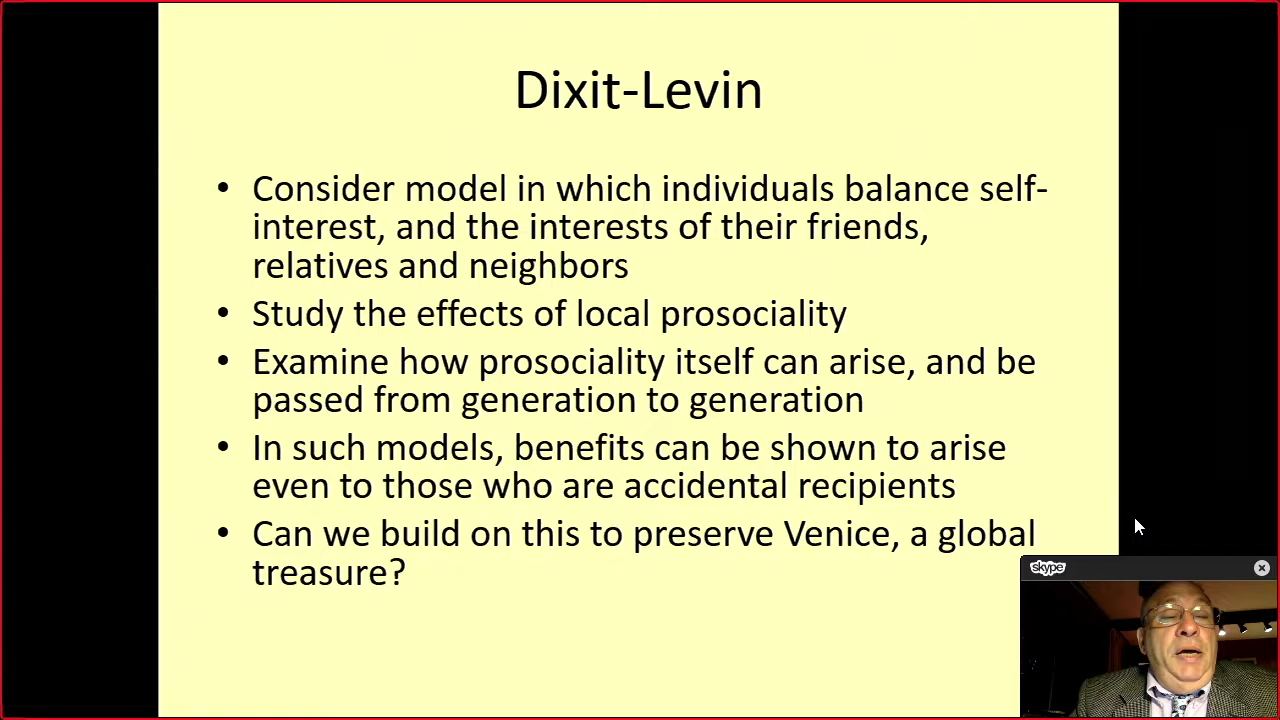 Dixit-Levin
• Consider model in which individuals balance self-
interest, and the interests of their friends,
relatives and neighbors
• Study the effects of local prosociality
• Examine how prosociality itself can arise, and be
passed from generation to generation
• In such models, benefits can be shown to arise
even to those who are accidental recipients
• Can we build on this to preserve Venice, a global
treasure?
skype